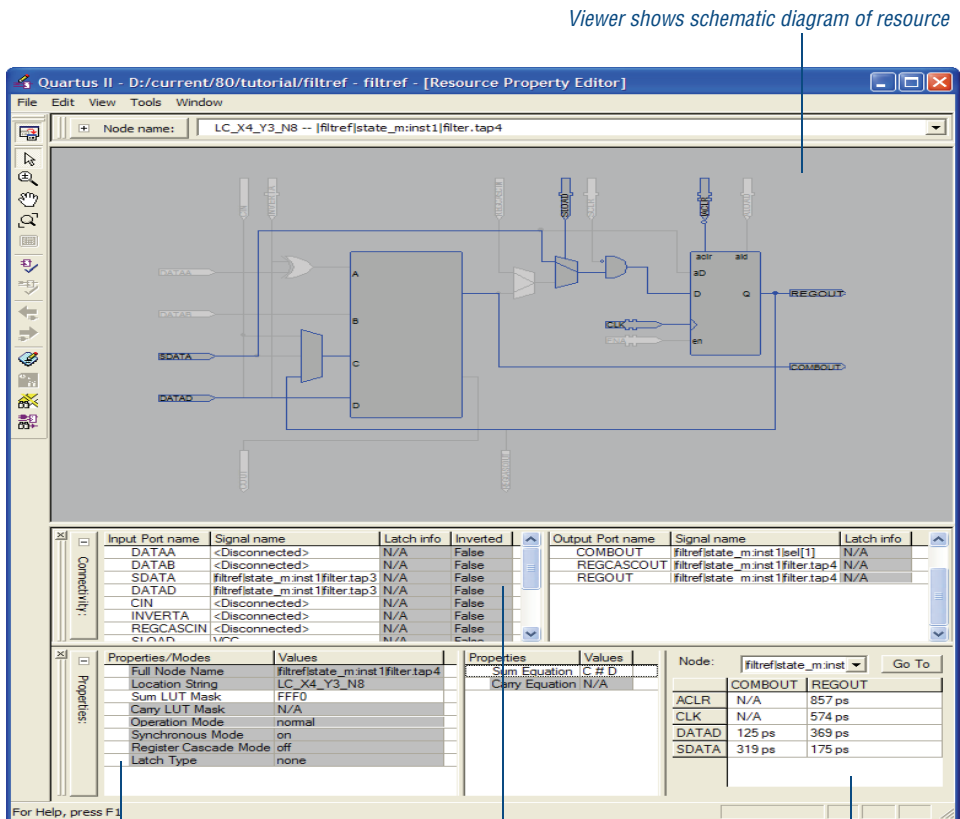 Viewer shows schematic diagram of resource
Quartus II - D:/current/80/tutorial/filtref - filtref - [Resource Property Editor]
File Edit View Tools Window
Node name: LC_X4_Y3_N8 -- |filtref|state_m:inst1|filter.tap4
SLOAD
ACLR
aclr ald
DATAA A aD
D Q REGOUT
DATAB B CLK
en
SDATA C COMBOUT
DATAD D
Connectivity:
Input Port name Signal name Latch info Inverted
DATAA <Disconnected> N/A False
DATAB <Disconnected> N/A False
SDATA filtref|state_m:inst1|filter.tap3 N/A False
DATAD filtref|state_m:inst1|filter.tap3 N/A False
CIN <Disconnected> N/A False
INVERTA <Disconnected> N/A False
REGCASCIN <Disconnected> N/A False
SLOAD VCC N/A False
Output Port name Signal name Latch info
COMBOUT filtref|state_m:inst1|sel[1] N/A
REGCASCOUT filtref|state_m:inst1|filter.tap4 N/A
REGOUT filtref|state_m:inst1|filter.tap4 N/A
Properties:
Properties/Modes Values
Full Node Name |filtref|state_m:inst1|filter.tap4
Location String LC_X4_Y3_N8
Sum LUT Mask FFF0
Carry LUT Mask N/A
Operation Mode normal
Synchronous Mode on
Register Cascade Mode off
Latch Type none
Properties Values
Sum Equation C # D
Carry Equation N/A
Node: |filtref|state_m:inst Go To
COMBOUT REGOUT
ACLR N/A 857 ps
CLK N/A 574 ps
DATAD 125 ps 369 ps
SDATA 319 ps 175 ps
For Help, press F1